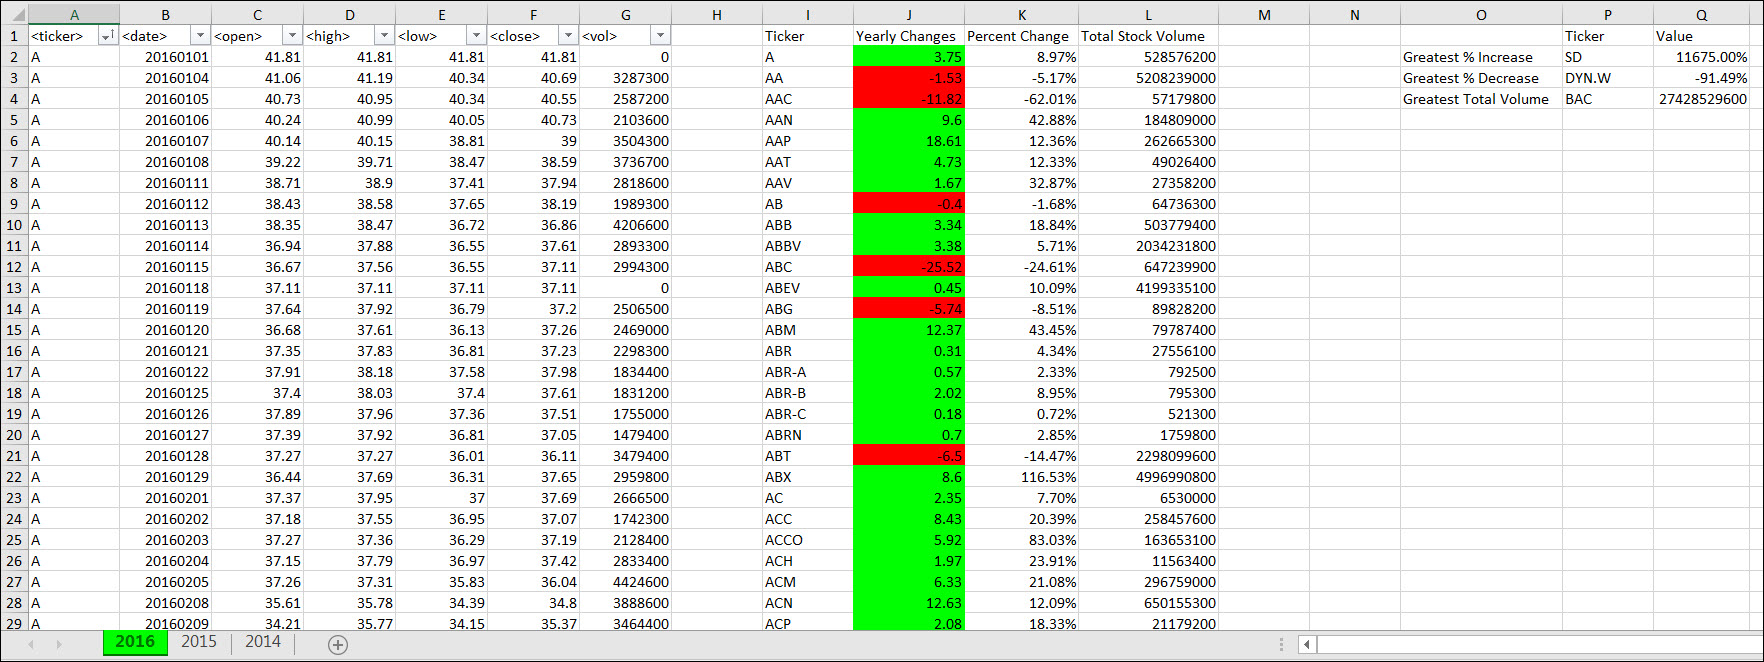 A B C D E F G H I J K L M N O P Q
1 <ticker> <date> <open> <high> <low> <close> <vol> Ticker Yearly Changes Percent Change Total Stock Volume Ticker Value
2 A 20160101 41.81 41.81 41.81 41.81 0 A 3.75 8.97% 528576200 Greatest % Increase SD 11675.00%
3 A 20160104 41.06 41.19 40.34 40.69 3287300 AA -1.53 -5.17% 5208239000 Greatest % Decrease DYN.W -91.49%
4 A 20160105 40.73 40.95 40.34 40.55 2587200 AAC -11.82 -62.01% 57179800 Greatest Total Volume BAC 27428529600
5 A 20160106 40.24 40.99 40.05 40.73 2103600 AAN 9.6 42.88% 184809000
6 A 20160107 40.14 40.15 38.81 39 3504300 AAP 18.61 12.36% 262665300
7 A 20160108 39.22 39.71 38.47 38.59 3736700 AAT 4.73 12.33% 49026400
8 A 20160111 38.71 38.9 37.41 37.94 2818600 AAV 1.67 32.87% 27358200
9 A 20160112 38.43 38.58 37.65 38.19 1989300 AB -0.4 -1.68% 64736300
10 A 20160113 38.35 38.47 36.72 36.86 4206600 ABB 3.34 18.84% 503779400
11 A 20160114 36.94 37.88 36.55 37.61 2893300 ABBV 3.38 5.71% 2034231800
12 A 20160115 36.67 37.56 36.55 37.11 2994300 ABC -25.52 -24.61% 647239900
13 A 20160118 37.11 37.11 37.11 37.11 0 ABEV 0.45 10.09% 4199335100
14 A 20160119 37.64 37.92 36.79 37.2 2506500 ABG -5.74 -8.51% 89828200
15 A 20160120 36.68 37.61 36.13 37.26 2469000 ABM 12.37 43.45% 79787400
16 A 20160121 37.35 37.83 36.81 37.23 2298300 ABR 0.31 4.34% 27556100
17 A 20160122 37.91 38.18 37.58 37.98 1834400 ABR-A 0.57 2.33% 792500
18 A 20160125 37.4 38.03 37.4 37.61 1831200 ABR-B 2.02 8.95% 795300
19 A 20160126 37.89 37.96 37.36 37.51 1755000 ABR-C 0.18 0.72% 521300
20 A 20160127 37.39 37.92 36.81 37.05 1479400 ABRN 0.7 2.85% 1759800
21 A 20160128 37.27 37.27 36.01 36.11 3479400 ABT -6.5 -14.47% 2298099600
22 A 20160129 36.44 37.69 36.31 37.65 2959800 ABX 8.6 116.53% 4996990800
23 A 20160201 37.37 37.95 37 37.69 2666500 AC 2.35 7.70% 6530000
24 A 20160202 37.18 37.55 36.95 37.07 1742300 ACC 8.43 20.39% 258457600
25 A 20160203 37.27 37.36 36.29 37.19 2128400 ACCO 5.92 83.03% 163653100
26 A 20160204 37.15 37.79 36.97 37.42 2833400 ACH 1.97 23.91% 11563400
27 A 20160205 37.26 37.31 35.83 36.04 4424600 ACM 6.33 21.08% 296759000
28 A 20160208 35.61 35.78 34.39 34.8 3888600 ACN 12.63 12.09% 650155300
29 A 20160209 34.21 35.77 34.15 35.37 3464400 ACP 2.08 18.33% 21179200
2016 2015 2014